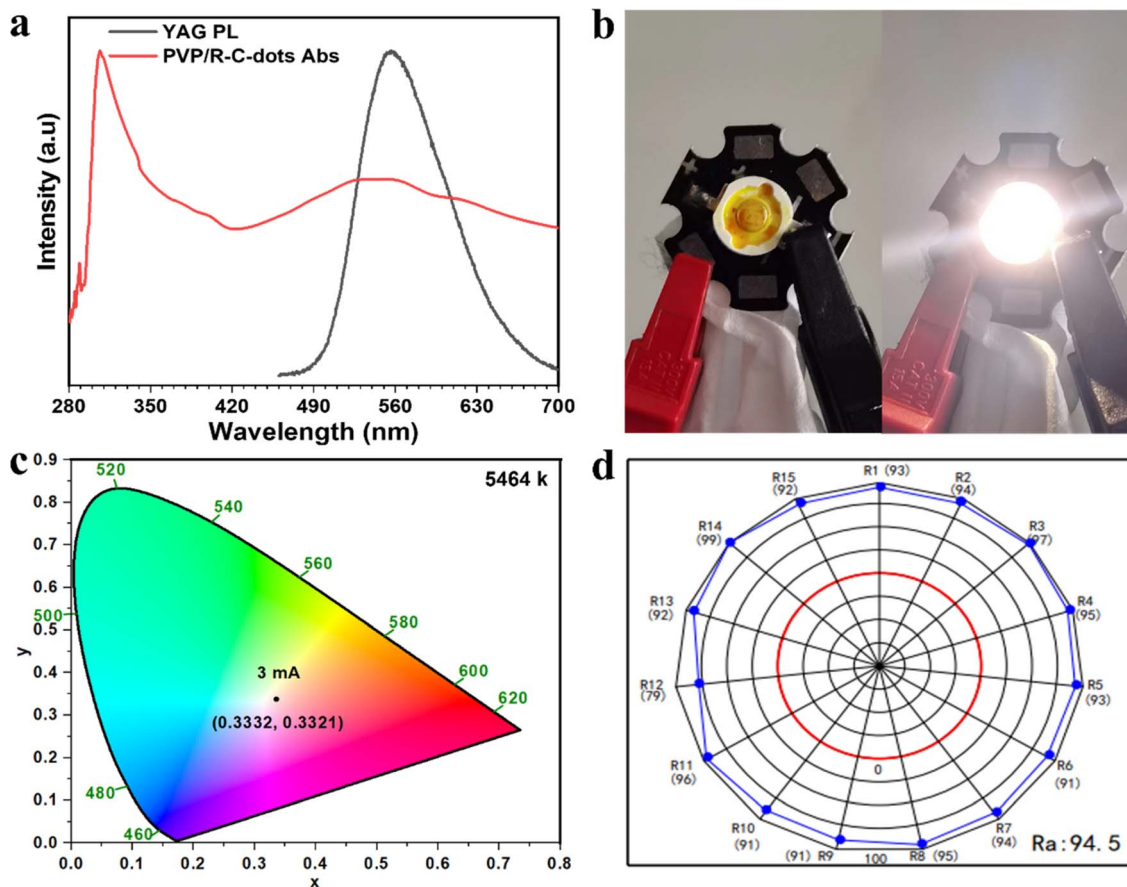 a
YAG PL
PVP/R-C-dots Abs
Intensity (a.u)
280 350 420 490 560 630 700
Wavelength (nm)
b
c
5464 k
0.9
0.8
0.7
0.6
0.5
0.4
0.3
0.2
0.1
0.0
y
520
540
560
500
580
600
620
480
460
3 mA
(0.3332, 0.3321)
0.0 0.1 0.2 0.3 0.4 0.5 0.6 0.7 0.8
x
d
R1 (93)
R2
(94)
R3
(97)
R4
(95)
R5
(93)
R6
(91)
R7
(94)
R8 (95)
(91) R9
R10
(91)
R11
(96)
R12
(79)
R13
(92)
R14
(99)
R15
(92)
0
100
Ra:94.5